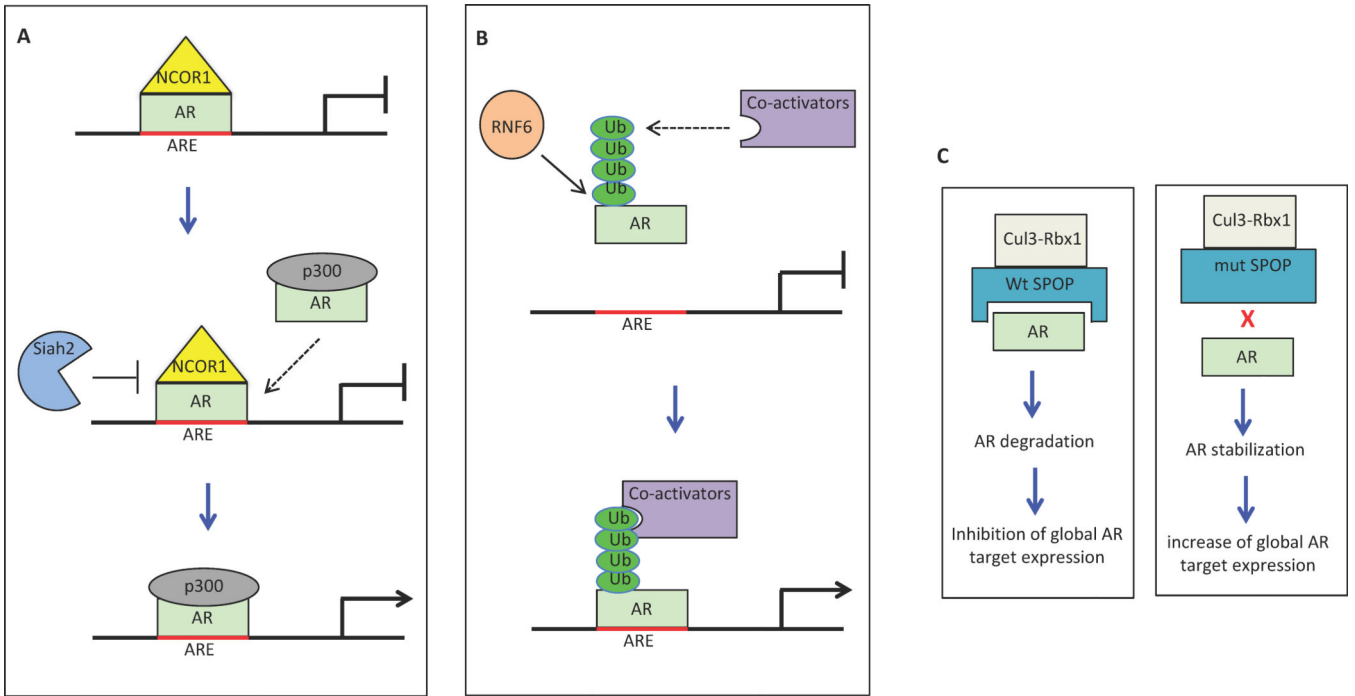 A
NCOR1
AR
ARE
p300
AR
Siah2
NCOR1
AR
ARE
p300
AR
ARE
B
RNF6
Ub
Ub
Ub
Ub
Co-activators
AR
ARE
Co-activators
Ub
Ub
Ub
Ub
AR
ARE
C
Cul3-Rbx1
Wt SPOP
AR
AR degradation
Inhibition of global AR
target expression
Cul3-Rbx1
mut SPOP
X
AR
AR stabilization
increase of global AR
target expression